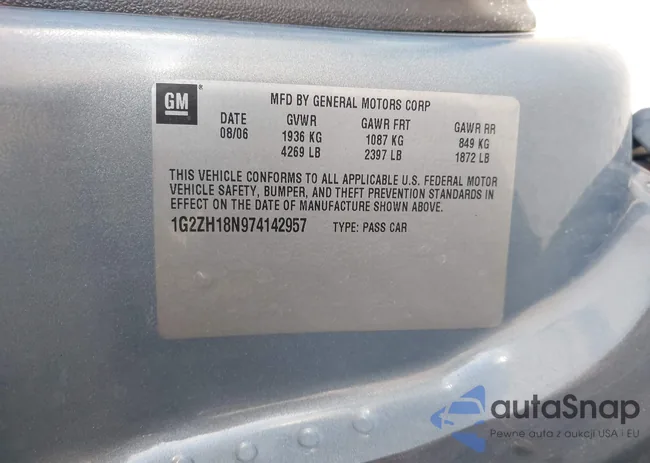 GM
MFD BY GENERAL MOTORS CORP
DATE GVWR GAWR FRT GAWR RR
08/06 1936 KG 1087 KG 849 KG
4269 LB 2397 LB 1872 LB
THIS VEHICLE CONFORMS TO ALL APPLICABLE U.S. FEDERAL MOTOR
VEHICLE SAFETY, BUMPER, AND THEFT PREVENTION STANDARDS IN
EFFECT ON THE DATE OF MANUFACTURE SHOWN ABOVE.
1G2ZH18N974142957 TYPE: PASS CAR
autaSnap
Pewne auta z aukcji USA i EU